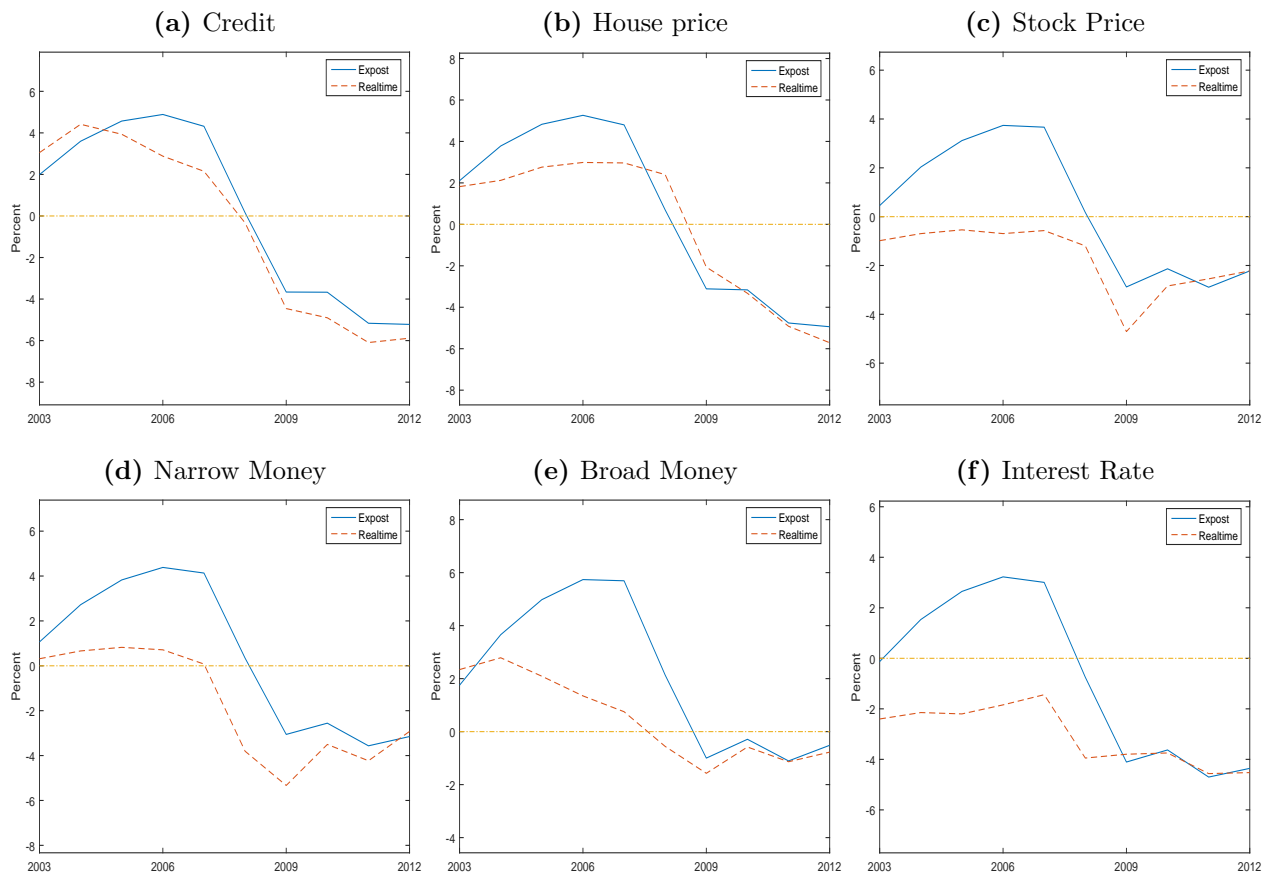 (a) Credit
(b) House price
(c) Stock Price
Expost
Realtime
6
4
2
0
-2
-4
-6
-8
Percent
2003 2006 2009 2012
Expost
Realtime
8
6
4
2
0
-2
-4
-6
-8
Percent
2003 2006 2009 2012
Expost
Realtime
6
4
2
0
-2
-4
-6
Percent
2003 2006 2009 2012
(d) Narrow Money
(e) Broad Money
(f) Interest Rate
Expost
Realtime
6
4
2
0
-2
-4
-6
-8
Percent
2003 2006 2009 2012
Expost
Realtime
8
6
4
2
0
-2
-4
Percent
2003 2006 2009 2012
Expost
Realtime
6
4
2
0
-2
-4
-6
Percent
2003 2006 2009 2012